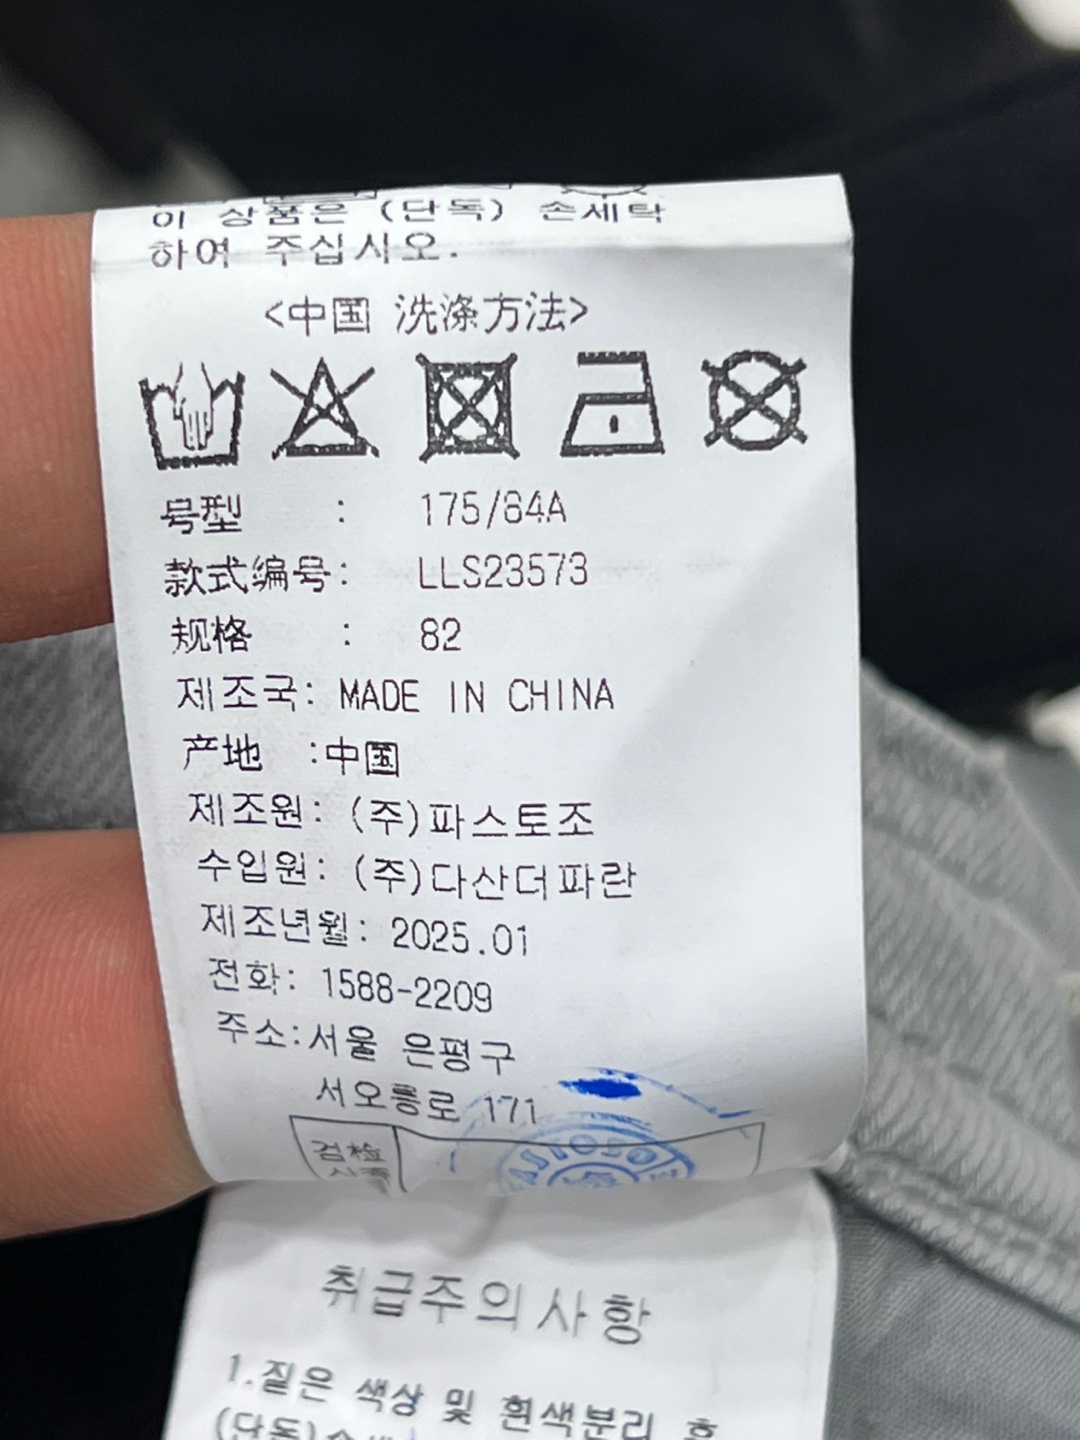 이 상품은 (단독) 손세탁
하여 주십시오.
<中国 洗涤方法>
号型 : 175/84A
款式编号: LLS23573
规格 : 82
제조국: MADE IN CHINA
产地 :中国
제조원: (주)파스토조
수입원: (주)다산더파란
제조년월: 2025.01
전화: 1588-2209
주소:서울 은평구
서오릉로 171
검检
취급주의사항
1.짙은 색상 및 흰색분리 후
(단독)